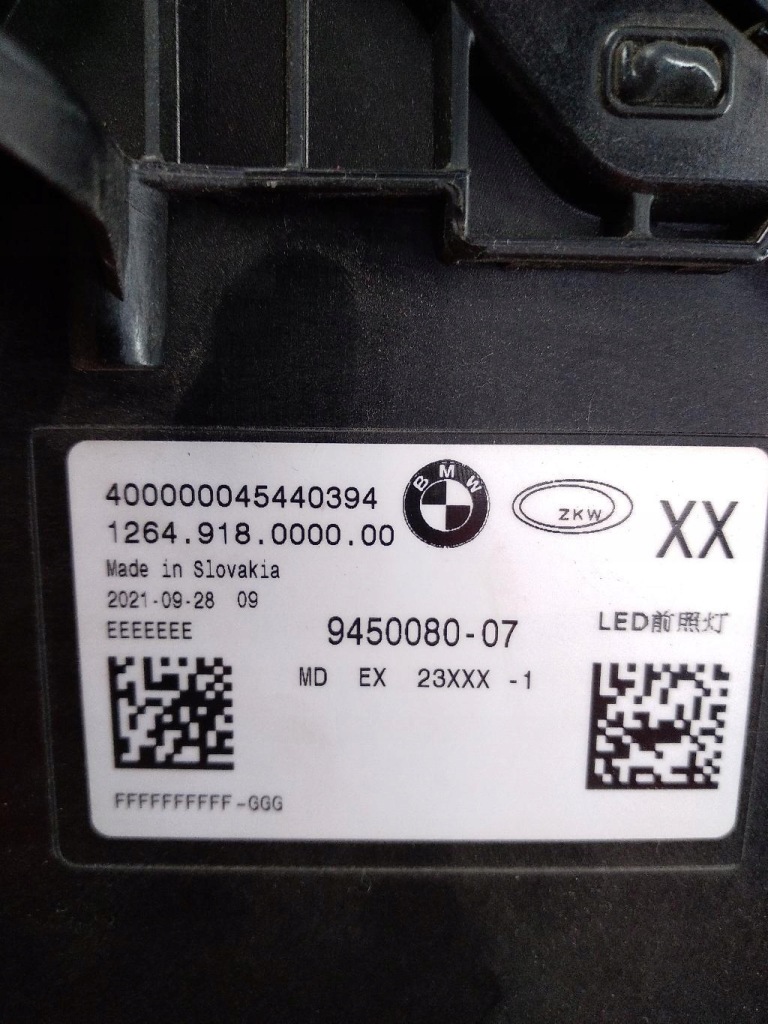 400000045440394
1264.918.0000.00
BMW
ZKW
XX
Made in Slovakia
2021-09-28 09
EEEEEEE
9450080-07
LED前照灯
MD EX 23XXX -1
FFFFFFFFFF-GGG